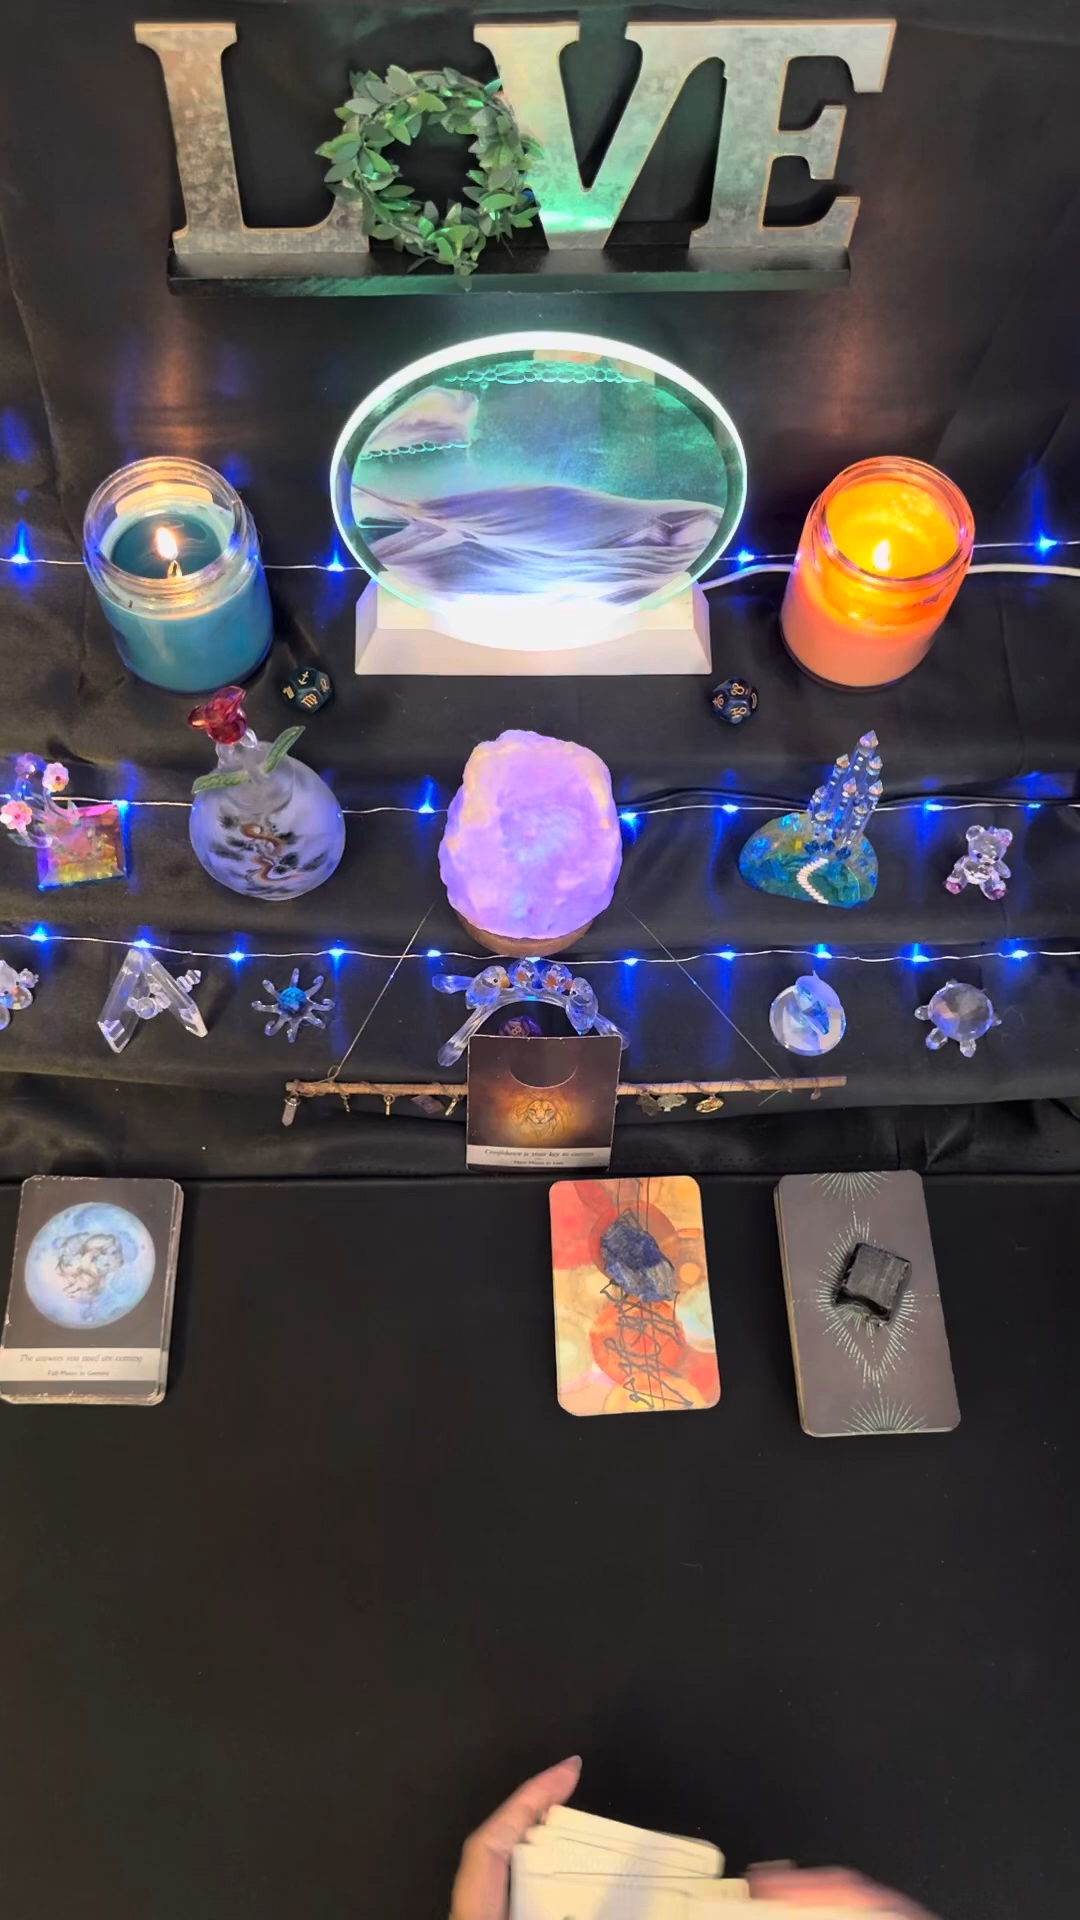 LOVE
Confidence is your key to success
New Moon in Leo
The answers you need are coming
Full Moon in Gemini